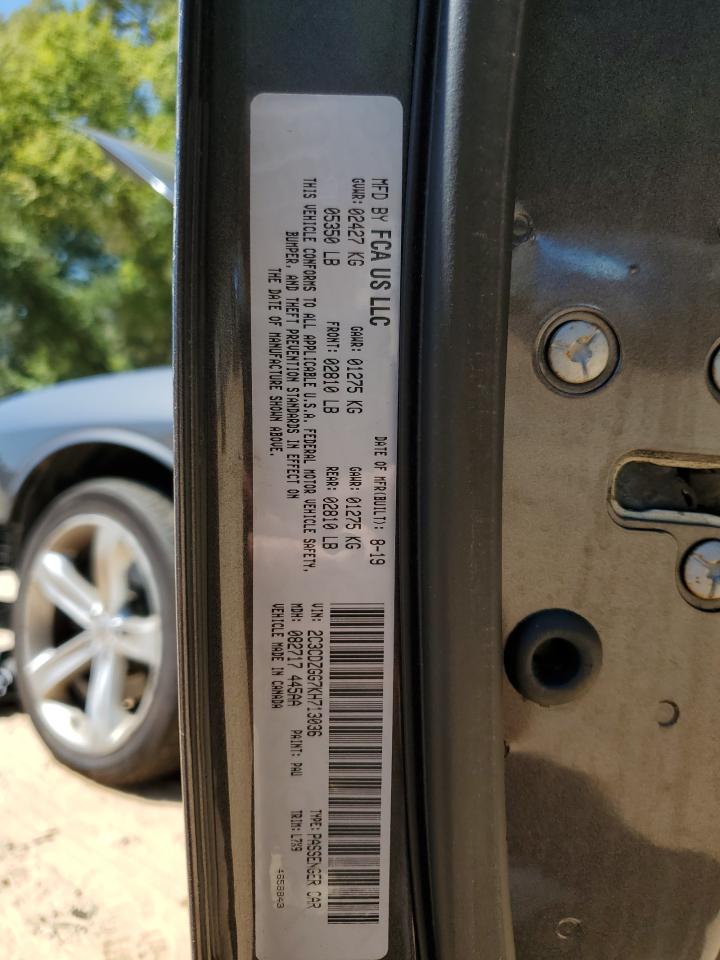 MFD BY FCA US LLC DATE OF MFR(BUILT): 8-19
GVWR: 02427 KG GAWR: 01275 KG GAWR: 01275 KG
05350 LB FRONT: 02810 LB REAR: 02810 LB
THIS VEHICLE CONFORMS TO ALL APPLICABLE U.S.A. FEDERAL MOTOR VEHICLE SAFETY,
BUMPER, AND THEFT PREVENTION STANDARDS IN EFFECT ON
THE DATE OF MANUFACTURE SHOWN ABOVE.
VIN: 2C3CDZGG7KH713036 TYPE: PASSENGER CAR
MDH: 082717 445AA PAINT: PAU TRIM: L7X9
VEHICLE MADE IN CANADA
4658843